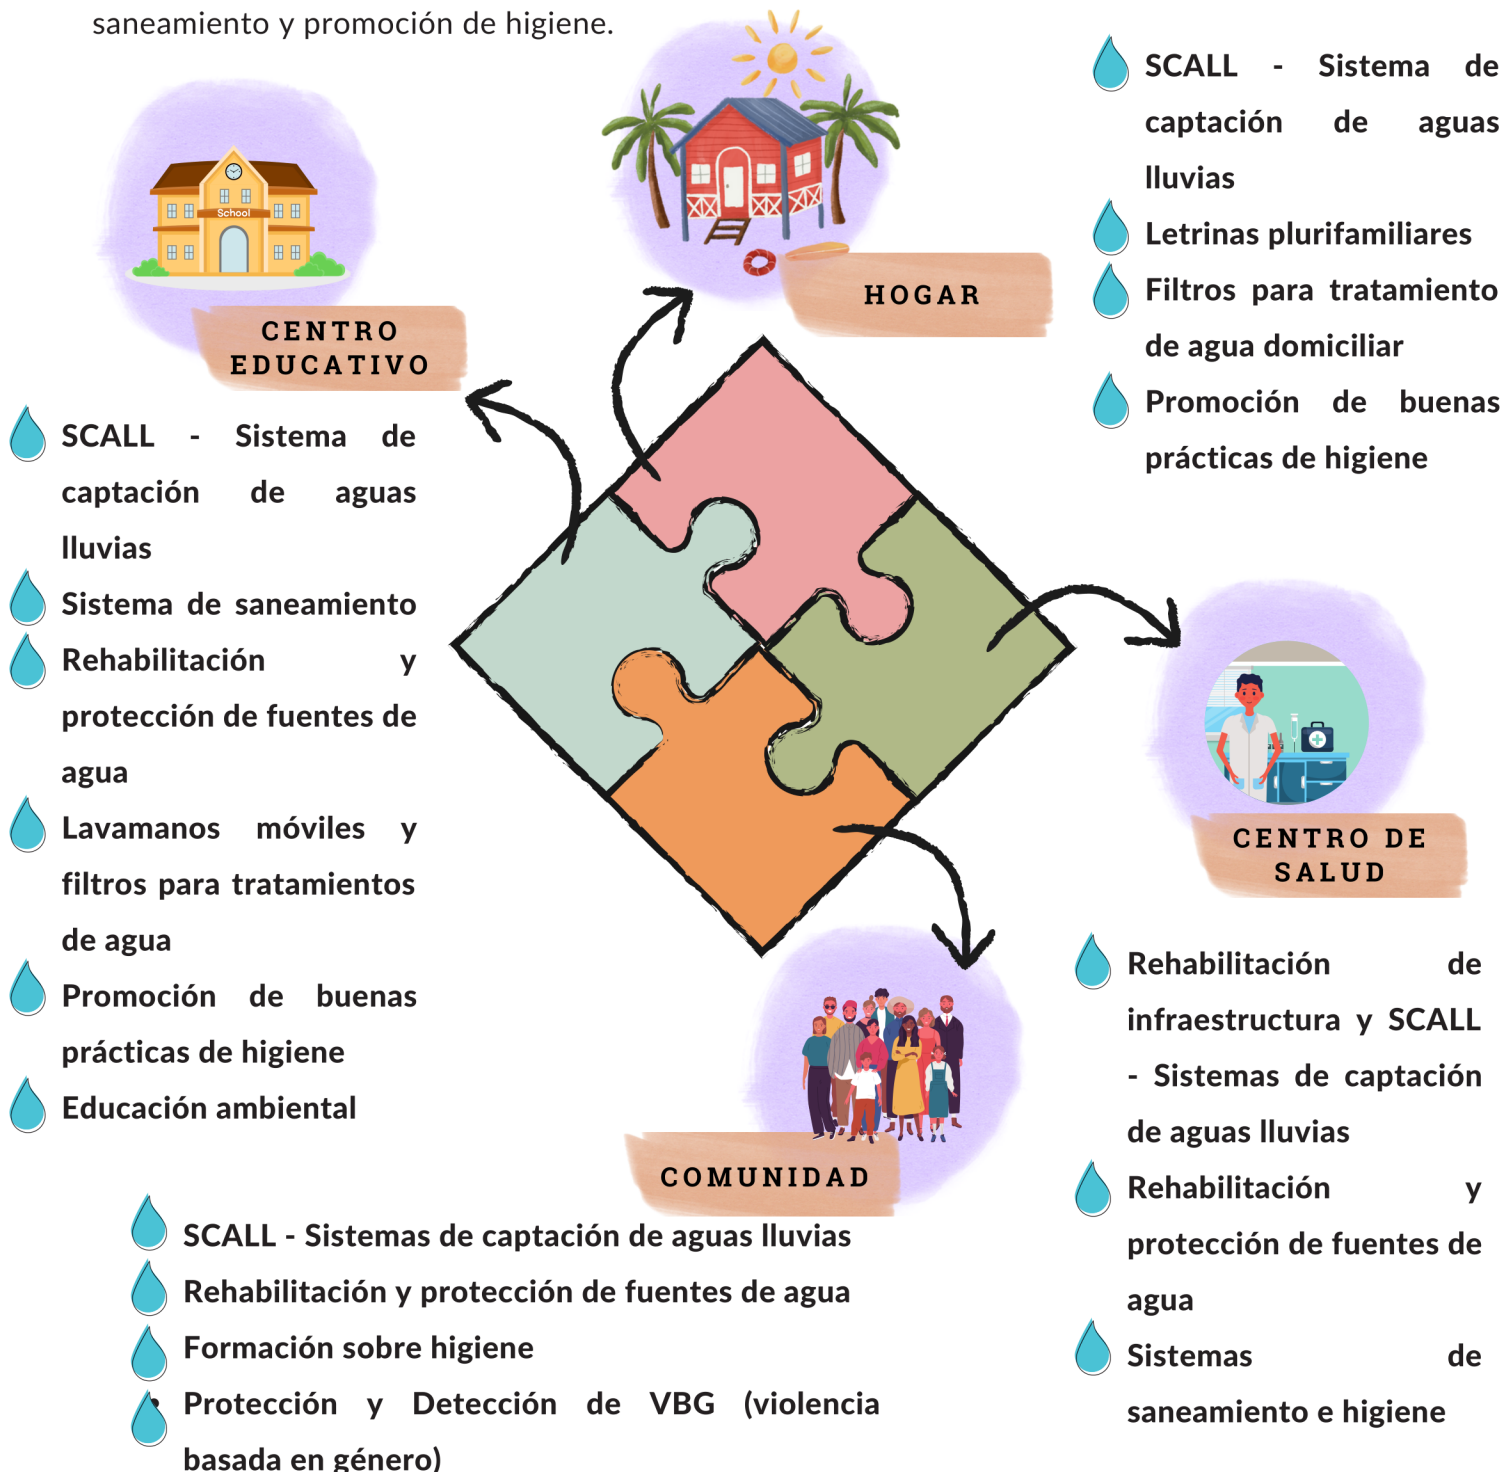 saneamiento y promoción de higiene.
School
CENTRO
EDUCATIVO
SCALL - Sistema de
captación de aguas
lluvias
Sistema de saneamiento
Rehabilitación y
protección de fuentes de
agua
Lavamanos móviles y
filtros para tratamientos
de agua
Promoción de buenas
prácticas de higiene
Educación ambiental
HOGAR
SCALL - Sistema de
captación de aguas
lluvias
Letrinas plurifamiliares
Filtros para tratamiento
de agua domiciliar
Promoción de buenas
prácticas de higiene
CENTRO DE
SALUD
Rehabilitación de
infraestructura y SCALL
- Sistemas de captación
de aguas lluvias
Rehabilitación y
protección de fuentes de
agua
Sistemas de
saneamiento e higiene
COMUNIDAD
SCALL - Sistemas de captación de aguas lluvias
Rehabilitación y protección de fuentes de agua
Formación sobre higiene
Protección y Detección de VBG (violencia
basada en género)